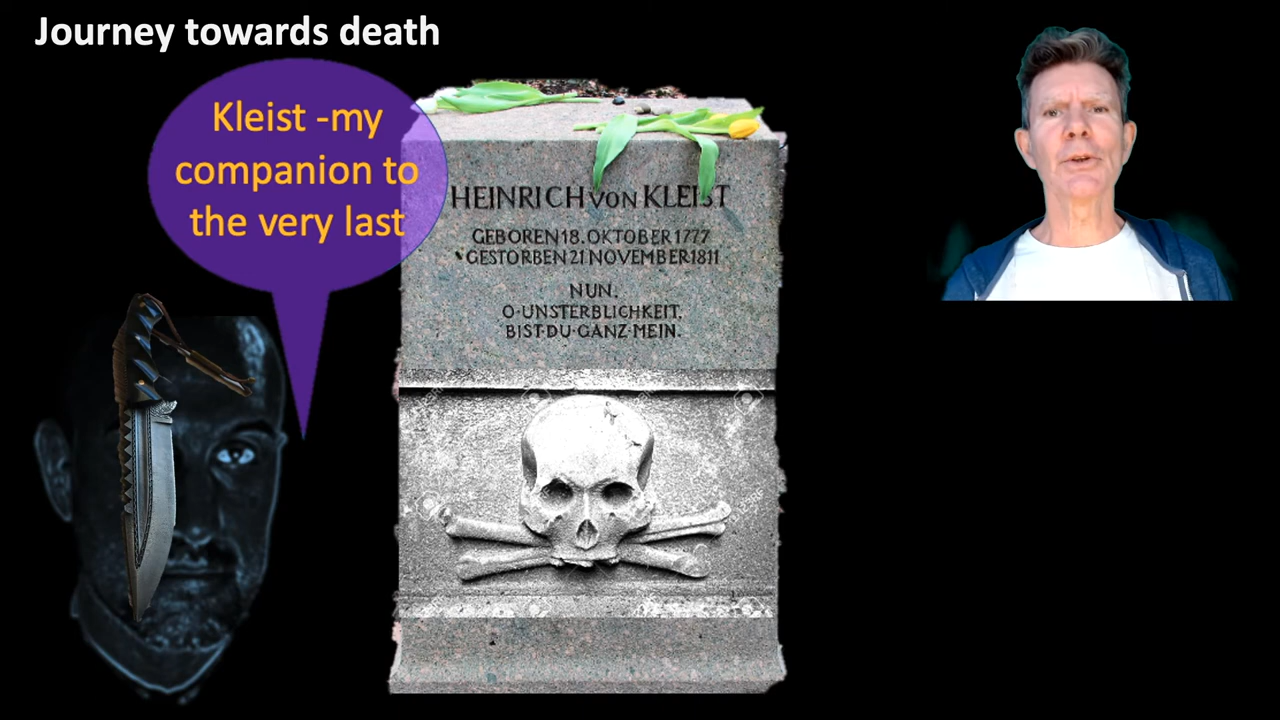 Journey towards death
Kleist -my
companion to
the very last
HEINRICH VON KLEIST
GEBOREN 18. OKTOBER 1777
GESTORBEN 21 NOVEMBER 1811
NUN.
O·UNSTERBLICHKEIT.
BIST·DU·GANZ·MEIN.